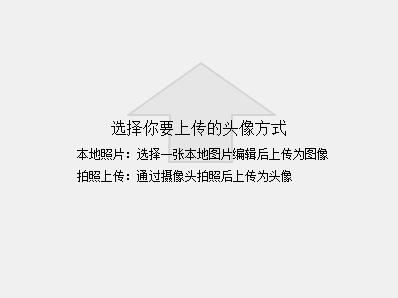 选择你要上传的头像方式
本地照片：选择一张本地图片编辑后上传为图像
拍照上传：通过摄像头拍照后上传为头像